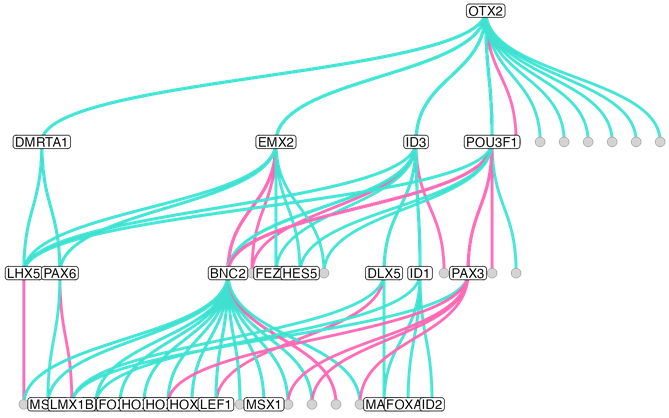 OTX2
DMRTA1 EMX2 ID3 POU3F1
LHX5 PAX6 BNC2 FEZ HES5 DLX5 ID1 PAX3
MS LMX1B FO HO HO HOX LEF1 MSX1 MA FOXA ID2